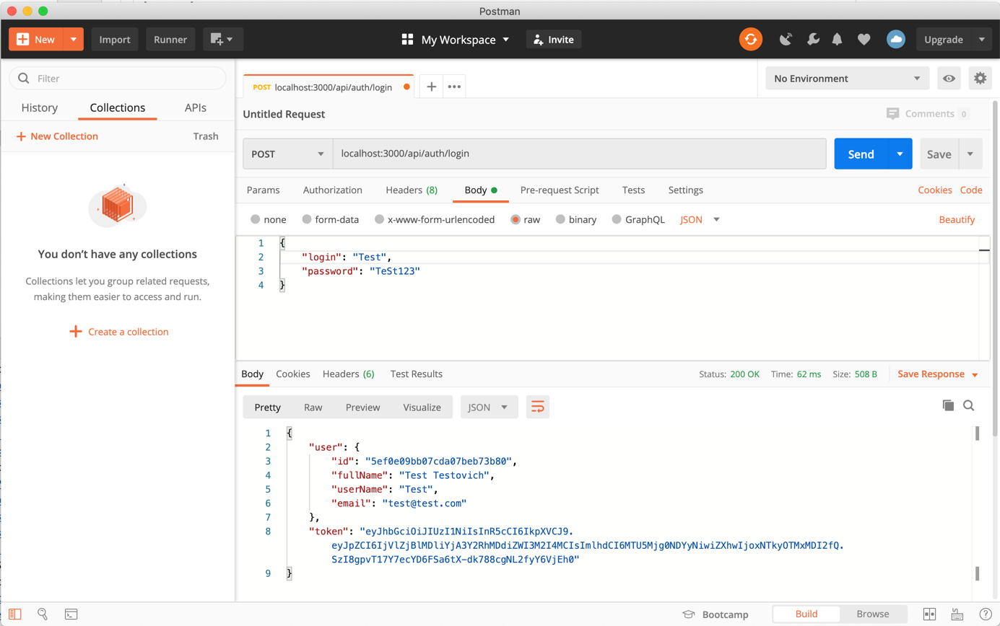 Postman
New
Import
Runner
My Workspace
Invite
Upgrade
Filter
History
Collections
APIs
New Collection
Trash
You don’t have any collections
Collections let you group related requests,
making them easier to access and run.
Create a collection
POST localhost:3000/api/auth/login
No Environment
Untitled Request
Comments 0
POST
localhost:3000/api/auth/login
Send
Save
Params
Authorization
Headers (8)
Body
Pre-request Script
Tests
Settings
Cookies
Code
none
form-data
x-www-form-urlencoded
raw
binary
GraphQL
JSON
Beautify
1 {
2 "login": "Test",
3 "password": "TeSt123"
4 }
Body
Cookies
Headers (6)
Test Results
Status: 200 OK
Time: 62 ms
Size: 508 B
Save Response
Pretty
Raw
Preview
Visualize
JSON
1 {
2 "user": {
3 "id": "5ef0e09bb07cda07beb73b80",
4 "fullName": "Test Testovich",
5 "userName": "Test",
6 "email": "test@test.com"
7 },
8 "token": "eyJhbGciOiJIUzI1NiIsInR5cCI6IkpXVCJ9.
eyJpZCI6IjVlZjBlMDliYjA3Y2RhMDdiZWI3M2I4MCIsImlhdCI6MTU5Mjg0NDYyNiwiZXhwIjoxNTkyOTMxMDI2fQ.
SzI8gpvT17Y7ecYD6FSa6tX-dk788cgNL2fyY6VjEh0"
9 }
Bootcamp
Build
Browse